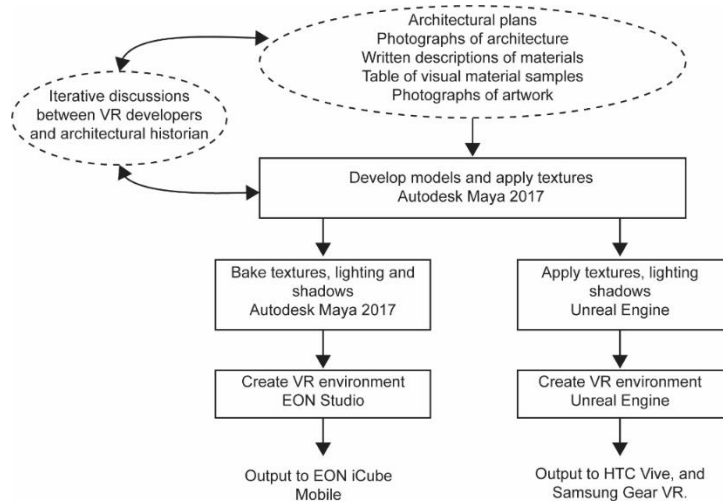 Architectural plans
Photographs of architecture
Written descriptions of materials
Table of visual material samples
Photographs of artwork
Iterative discussions
between VR developers
and architectural historian
Develop models and apply textures
Autodesk Maya 2017
Bake textures, lighting and
shadows
Autodesk Maya 2017
Apply textures, lighting
shadows
Unreal Engine
Create VR environment
EON Studio
Create VR environment
Unreal Engine
Output to EON iCube
Mobile
Output to HTC Vive, and
Samsung Gear VR.